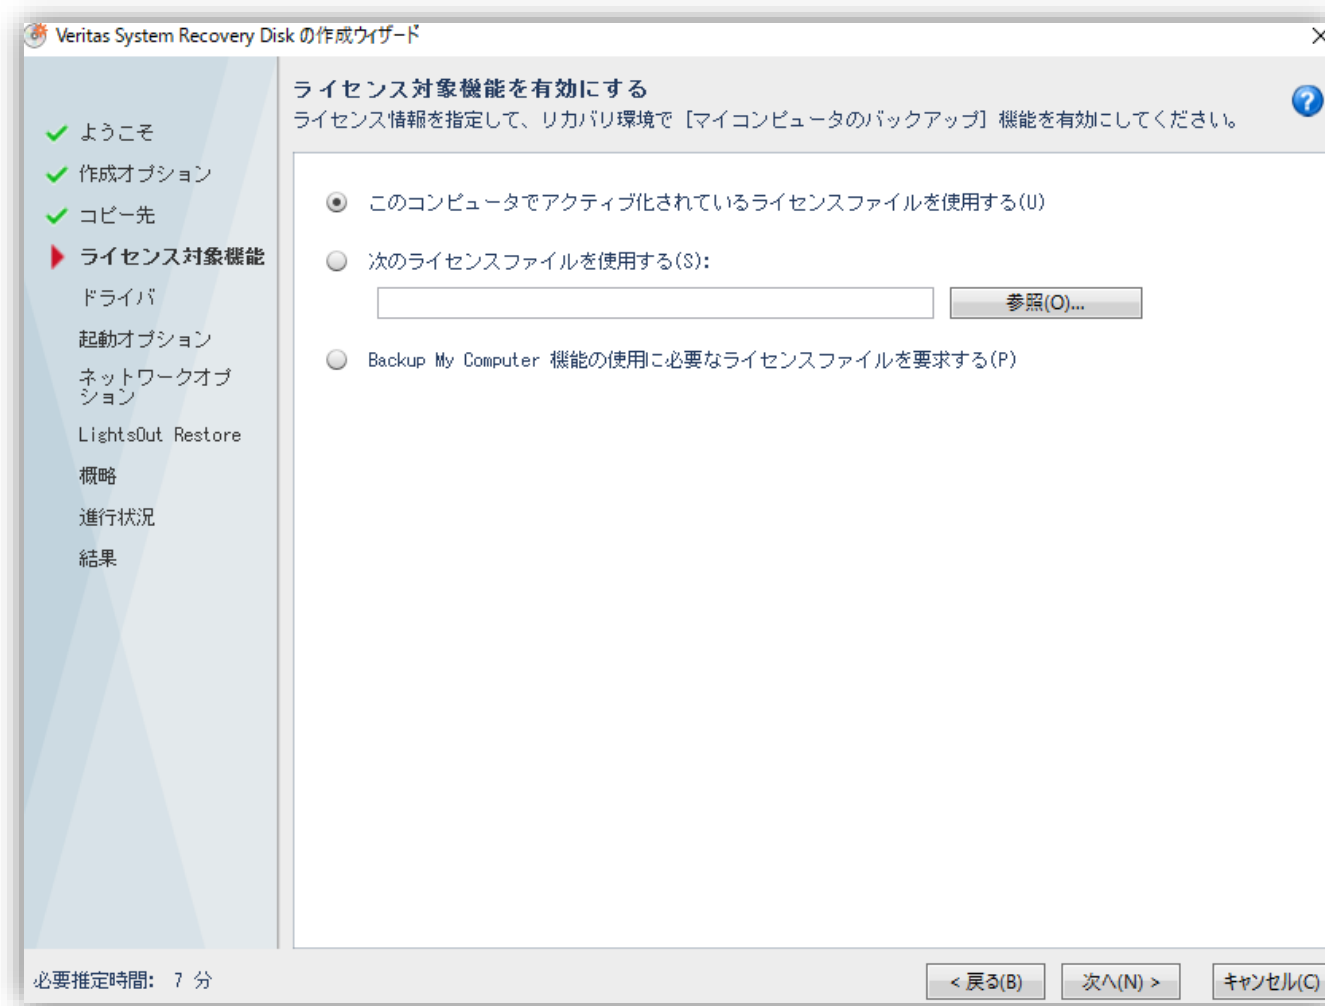 Veritas System Recovery Disk の作成ウィザード
ライセンス対象機能を有効にする
ライセンス情報を指定して、リカバリ環境で [マイコンピュータのバックアップ] 機能を有効にしてください。
ようこそ
作成オプション
コピー先
ライセンス対象機能
ドライバ
起動オプション
ネットワークオプ
ション
LightsOut Restore
概略
進行状況
結果
このコンピュータでアクティブ化されているライセンスファイルを使用する(U)
次のライセンスファイルを使用する(S):
参照(O)...
Backup My Computer 機能の使用に必要なライセンスファイルを要求する(P)
必要推定時間: 7 分
< 戻る(B)
次へ(N) >
キャンセル(C)